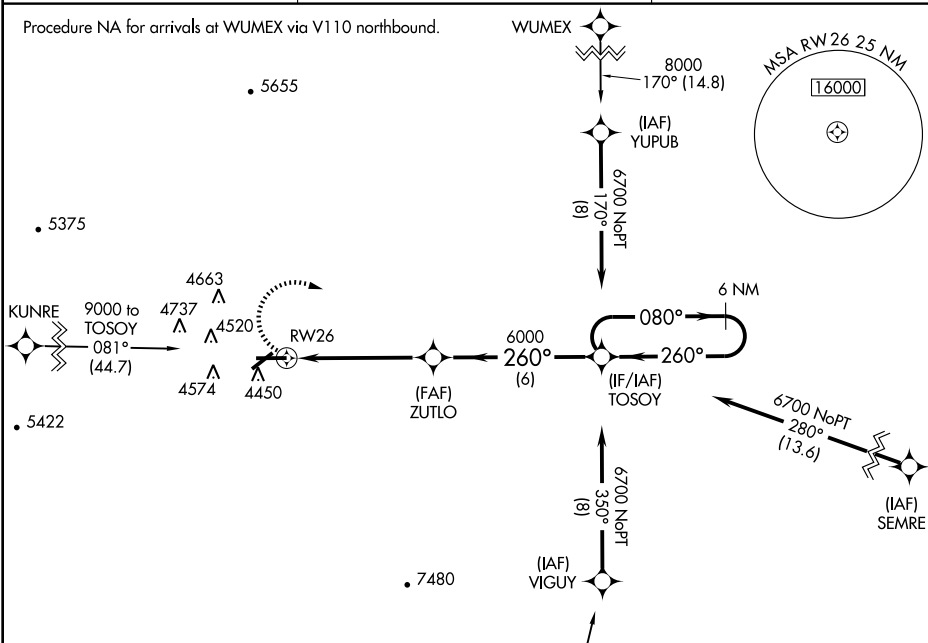 Procedure NA for arrivals at WUMEX via V110 northbound.
WUMEX
MSA RW 26 25 NM
16000
8000
170° (14.8)
5655
(IAF)
YUPUB
6700 NoPT
170°
(8)
5375
4663
4737
4520
KUNRE
9000 to
TOSOY
081°
(44.7)
RW26
6 NM
080°
6000
260°
(6)
260°
(IF/IAF)
TOSOY
(FAF)
ZUTLO
4574
4450
5422
6700 NoPT
280°
(13.6)
(IAF)
SEMRE
6700 NoPT
350°
(8)
(IAF)
VIGUY
7480